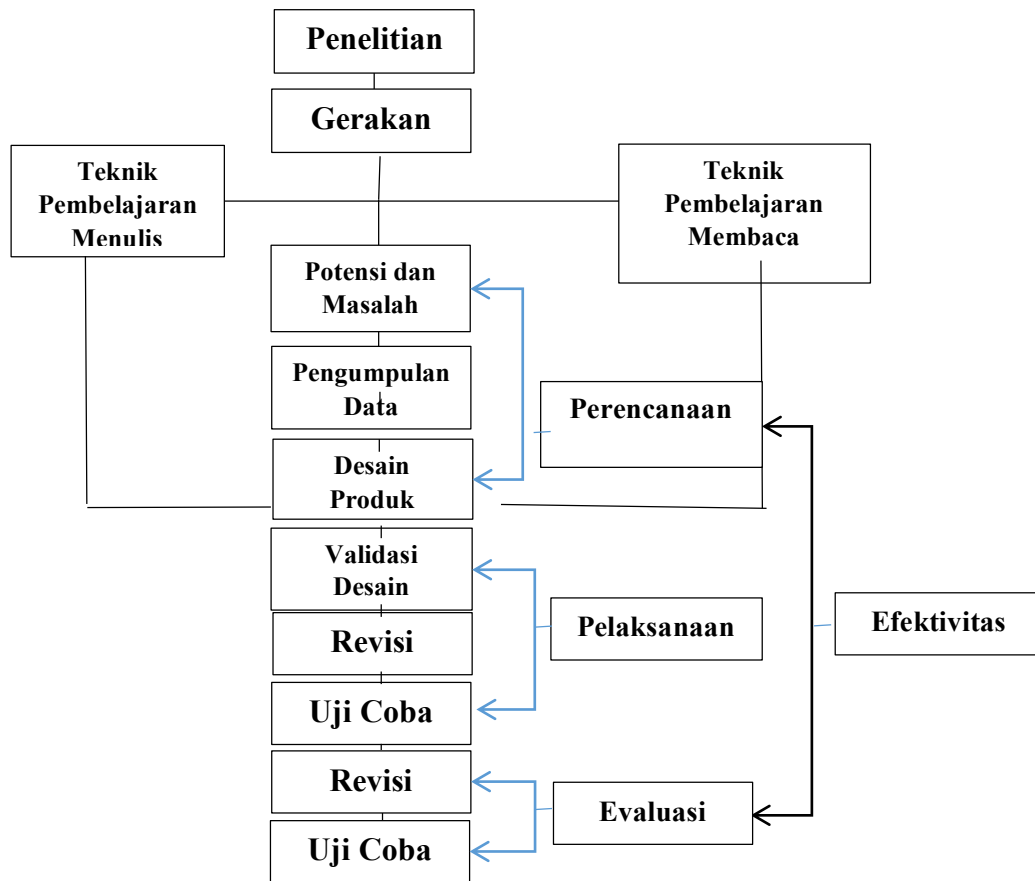 Penelitian
Gerakan
Teknik
Pembelajaran
Menulis
Teknik
Pembelajaran
Membaca
Potensi dan
Masalah
Pengumpulan
Data
Perencanaan
Desain
Produk
Validasi
Desain
Revisi
Pelaksanaan
Efektivitas
Uji Coba
Revisi
Evaluasi
Uji Coba